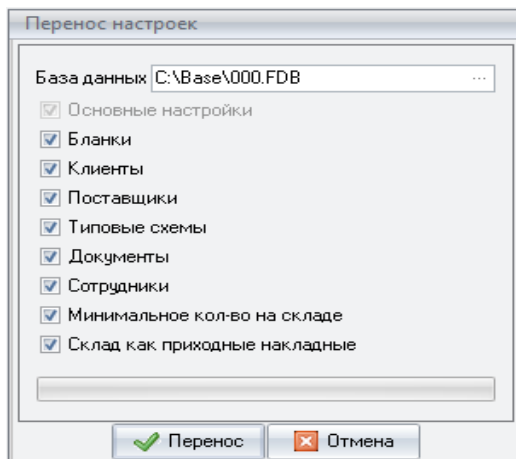 Перенос настроек
База данных C:\Base\000.FDB ...
Основные настройки
Бланки
Клиенты
Поставщики
Типовые схемы
Документы
Сотрудники
Минимальное кол-во на складе
Склад как приходные накладные
Перенос Отмена